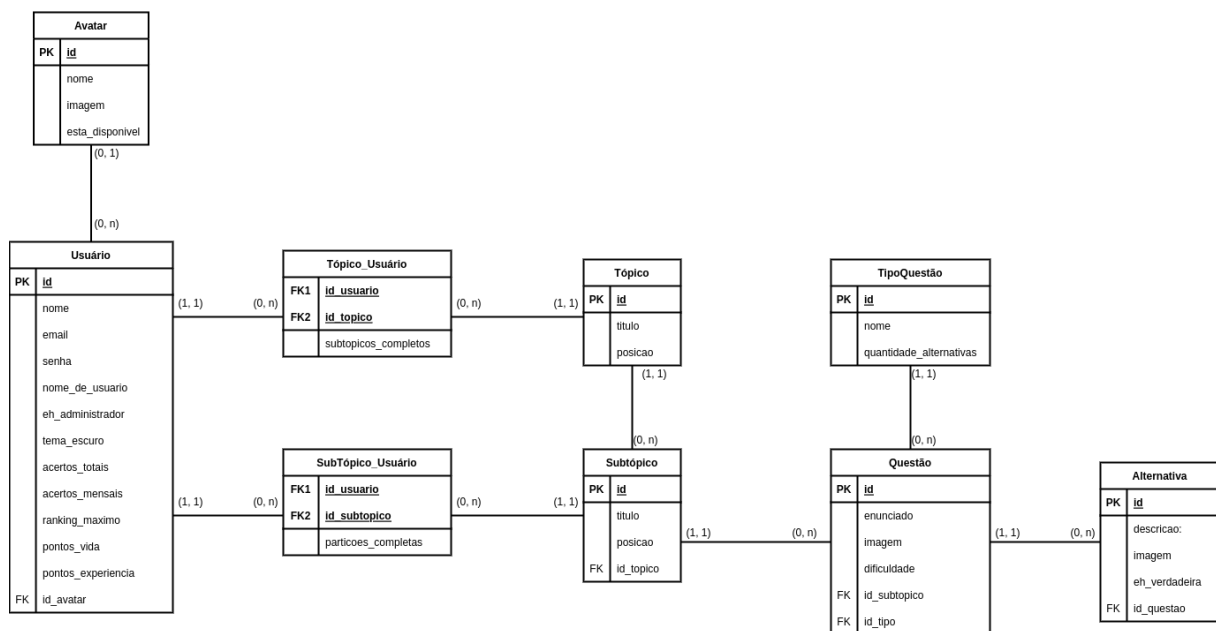 Avatar
PK id
nome
imagem
esta_disponivel
(0, 1)
(0, n)
Usuário
PK id
nome
email
senha
nome_de_usuario
eh_administrador
tema_escuro
acertos_totais
acertos_mensais
ranking_maximo
pontos_vida
pontos_experiencia
FK id_avatar
(1, 1)
(0, n)
Tópico_Usuário
FK1 id_usuario
FK2 id_topico
subtopicos_completos
(0, n)
(1, 1)
Tópico
PK id
titulo
posicao
(1, 1)
(0, n)
TipoQuestão
PK id
nome
quantidade_alternativas
(1, 1)
(0, n)
(1, 1)
(0, n)
SubTópico_Usuário
FK1 id_usuario
FK2 id_subtopico
particoes_completas
(0, n)
(1, 1)
Subtópico
PK id
titulo
posicao
FK id_topico
(1, 1)
(0, n)
Questão
PK id
enunciado
imagem
dificuldade
FK id_subtopico
FK id_tipo
(1, 1)
(0, n)
Alternativa
PK id
descricao:
imagem
eh_verdadeira
FK id_questao